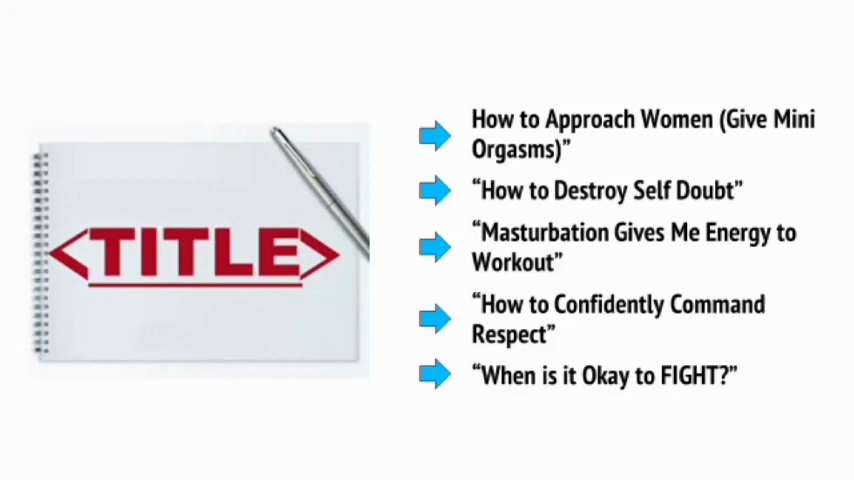 <TITLE>
How to Approach Women (Give Mini
Orgasms)”
“How to Destroy Self Doubt”
“Masturbation Gives Me Energy to
Workout”
“How to Confidently Command
Respect”
“When is it Okay to FIGHT?”